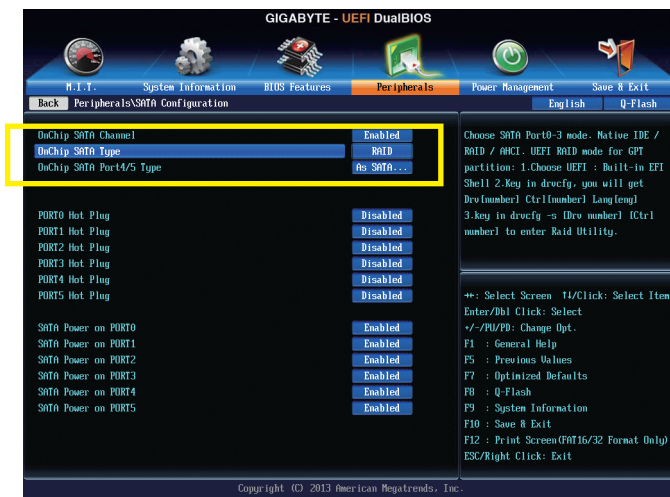 GIGABYTE - UEFI DualBIOS
M.I.T. System Information BIOS Features Peripherals Power Management Save & Exit
Back Peripherals\SATA Configuration English Q-Flash
OnChip SATA Channel Enabled
OnChip SATA Type RAID
OnChip SATA Port4/5 Type As SATA...
PORT0 Hot Plug Disabled
PORT1 Hot Plug Disabled
PORT2 Hot Plug Disabled
PORT3 Hot Plug Disabled
PORT4 Hot Plug Disabled
PORT5 Hot Plug Disabled
SATA Power on PORT0 Enabled
SATA Power on PORT1 Enabled
SATA Power on PORT2 Enabled
SATA Power on PORT3 Enabled
SATA Power on PORT4 Enabled
SATA Power on PORT5 Enabled
Choose SATA Port0-3 mode. Native IDE /
RAID / AHCI. UEFI RAID mode for GPT
partition: 1.Choose UEFI : Built-in EFI
Shell 2.Key in drvcfg, you will get
Drv[number] Ctrl[number] Lang[eng]
3.key in drvcfg -s [Drv number] [Ctrl
number] to enter Raid Utility.
→←: Select Screen ↑↓/Click: Select Item
Enter/Dbl Click: Select
+/-/PU/PD: Change Opt.
F1 : General Help
F5 : Previous Values
F7 : Optimized Defaults
F8 : Q-Flash
F9 : System Information
F10 : Save & Exit
F12 : Print Screen(FAT16/32 Format Only)
ESC/Right Click: Exit
Copyright (C) 2013 American Megatrends, Inc.